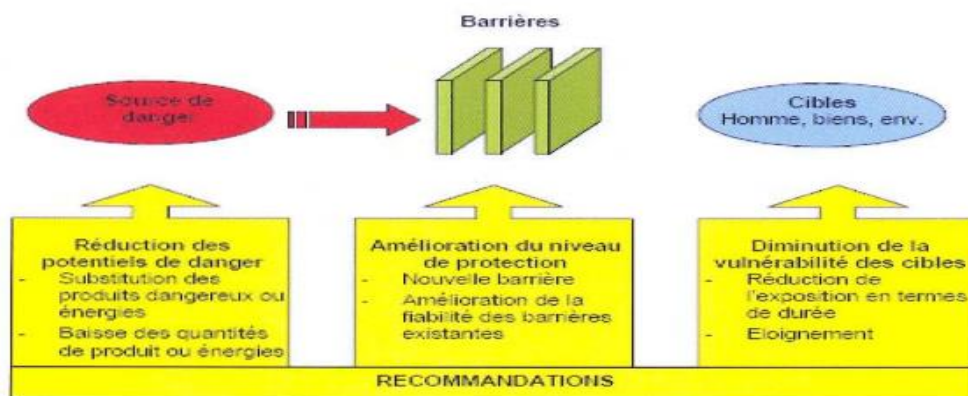 Barrières
Source de
danger
Cibles
Homme, biens, env.
Réduction des
potentiels de danger
- Substitution des
produits dangereux ou
énergies
- Baisse des quantités
de produit ou énergies
Amélioration du niveau
de protection
- Nouvelle barrière
- Amélioration de la
fiabilité des barrières
existantes
Diminution de la
vulnérabilité des cibles
- Réduction de
l'exposition en termes
de durée
- Eloignement
RECOMMANDATIONS